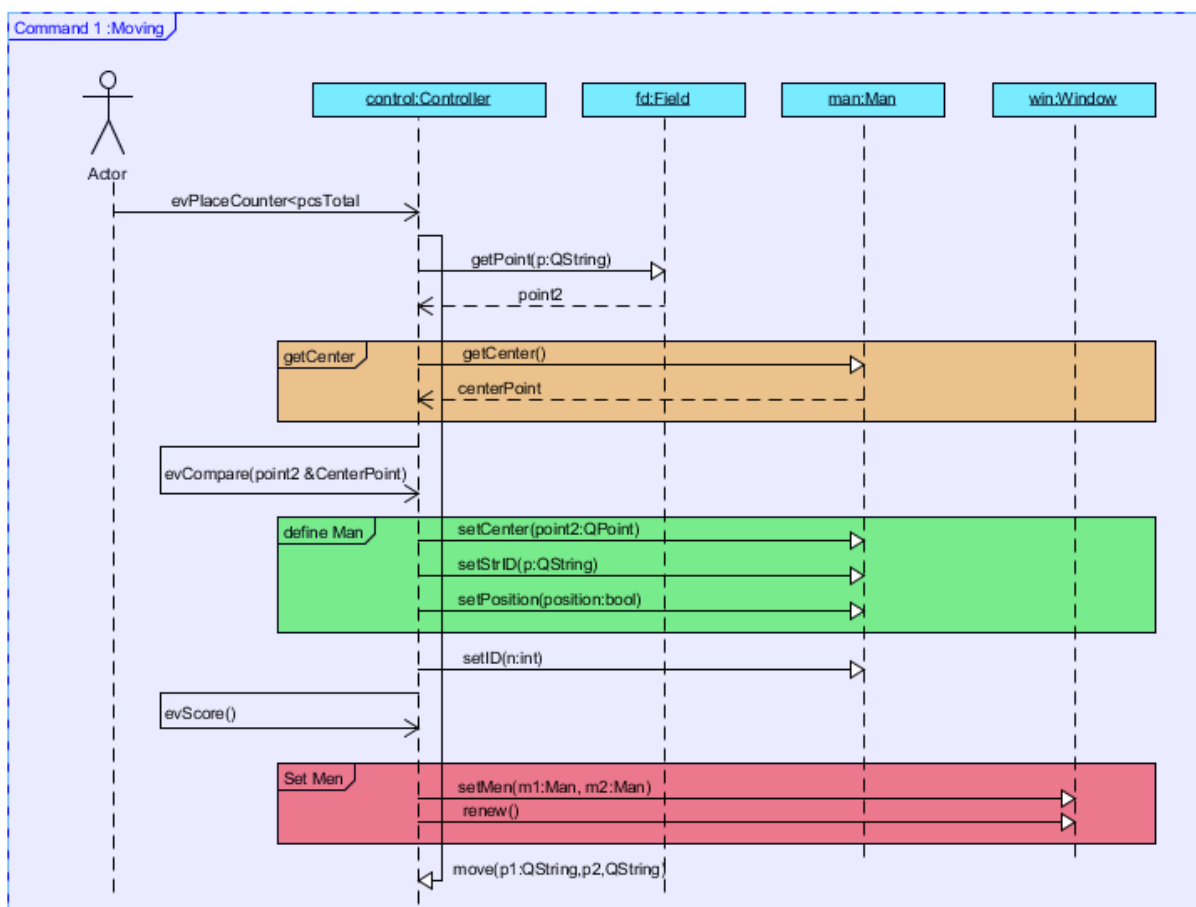 Command 1 :Moving
control:Controller
fd:Field
man:Man
win:Window
Actor
evPlaceCounter<pcsTotal
getPoint(p:QString)
point2
getCenter
getCenter()
centerPoint
evCompare(point2 &CenterPoint)
define Man
setCenter(point2:QPoint)
setStrID(p:QString)
setPosition(position:bool)
setID(n:int)
evScore()
Set Men
setMen(m1:Man, m2:Man)
renew()
move(p1:QString,p2,QString)